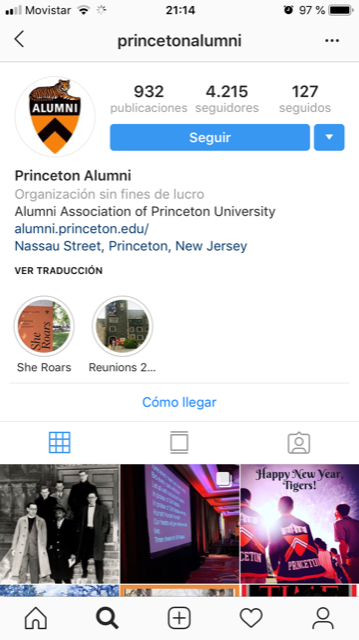 Movistar 21:14 97 %
princetonalumni
ALUMNI
932 4.215 127
publicaciones seguidores seguidos
Seguir
Princeton Alumni
Organización sin fines de lucro
Alumni Association of Princeton University
alumni.princeton.edu/
Nassau Street, Princeton, New Jersey
VER TRADUCCIÓN
She
Roars
She Roars Reunions 2...
Cómo llegar
Happy New Year,
Tigers!
PRINCETON